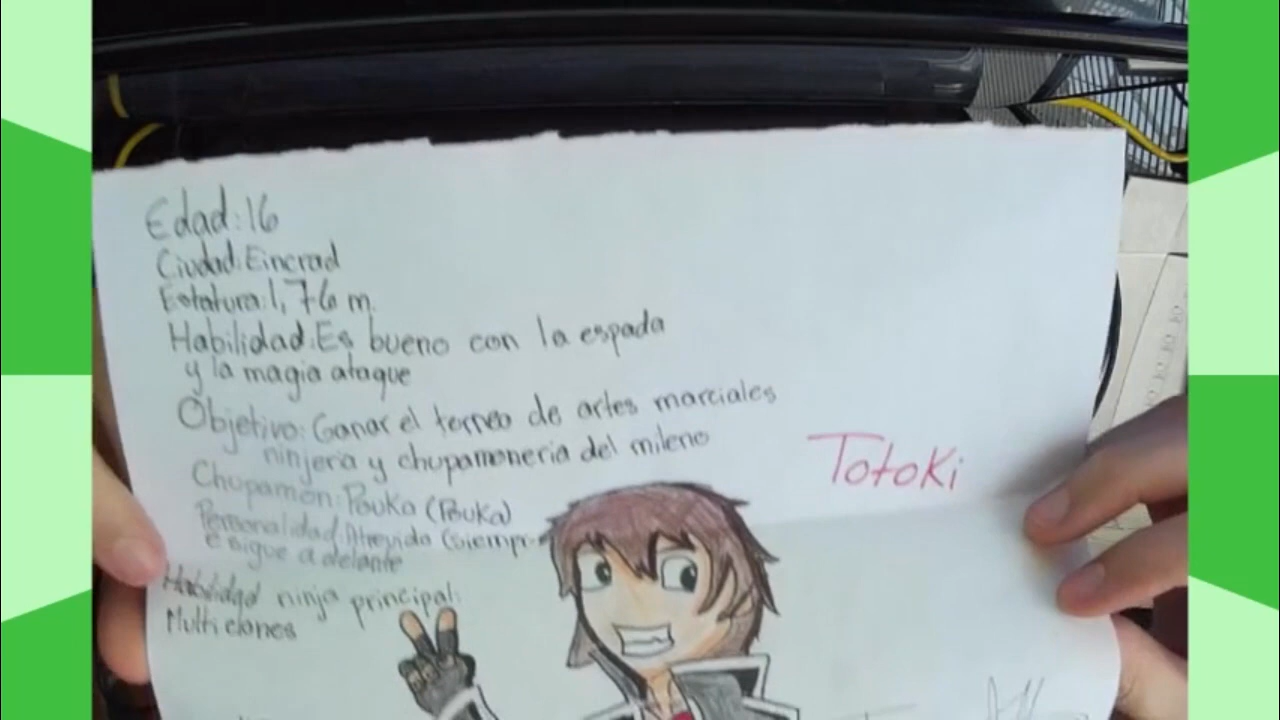 Edad:16
Ciudad:Eincrad
Estatura:1,76 m.
Habilidad:Es bueno con la espada
y la magia ataque
Objetivo: Ganar el torneo de artes marciales
ninjeria y chupamoneria del mileno
Chupamon: Pouka (Pouka)
Personalidad:Atrevida (siempr
e sigue adelante
Habilidad ninja principal:
Multi clones
Totoki